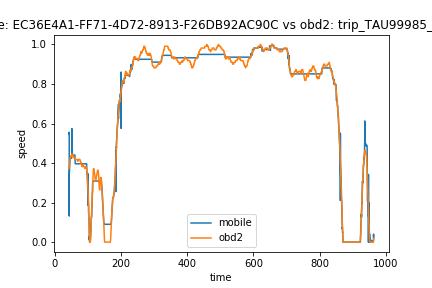 e: EC36E4A1-FF71-4D72-8913-F26DB92AC90C vs obd2: trip_TAU99985_
1.0
0.8
0.6
0.4
0.2
0.0
speed
mobile
obd2
0 200 400 600 800 1000
time